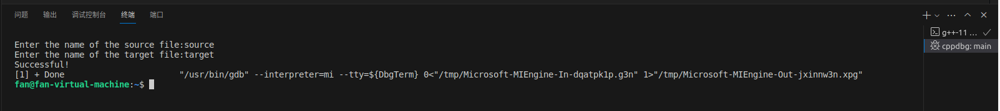 问题 输出 调试控制台 终端 端口
g++-11 ...
cppdbg: main
Enter the name of the source file:source
Enter the name of the target file:target
Successful!
[1] + Done                       "/usr/bin/gdb" --interpreter=mi --tty=${DbgTerm} 0<"/tmp/Microsoft-MIEngine-In-dqatpk1p.g3n" 1>"/tmp/Microsoft-MIEngine-Out-jxinnw3n.xpg"
fan@fan-virtual-machine:~$